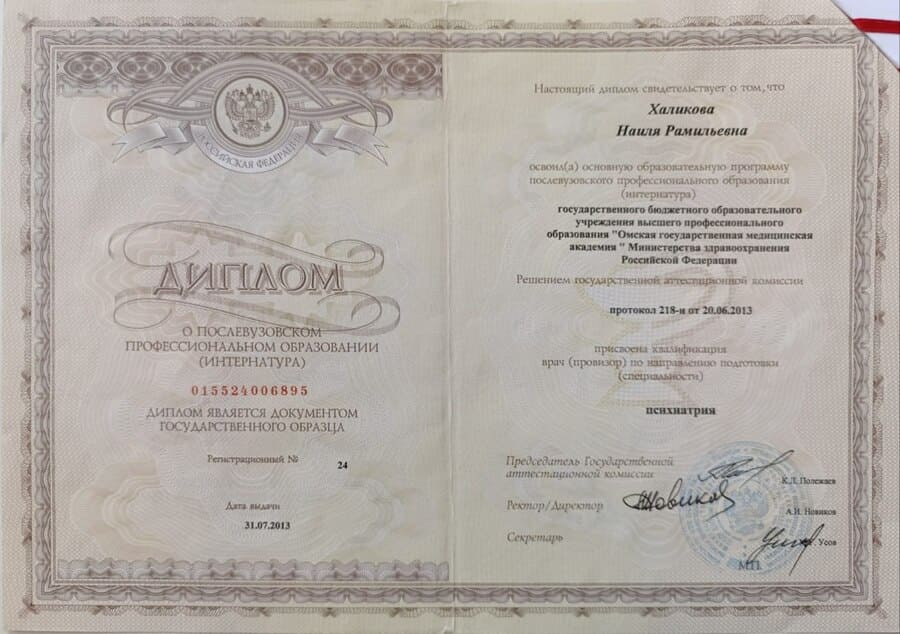 РОССИЙСКАЯ ФЕДЕРАЦИЯ
ДИПЛОМ
О ПОСЛЕВУЗОВСКОМ
ПРОФЕССИОНАЛЬНОМ ОБРАЗОВАНИИ
(ИНТЕРНАТУРА)
015524006895
ДИПЛОМ ЯВЛЯЕТСЯ ДОКУМЕНТОМ
ГОСУДАРСТВЕННОГО ОБРАЗЦА
Регистрационный №
24
Дата выдачи
31.07.2013
Настоящий диплом свидетельствует о том, что
Халикова
Наиля Рамильевна
освоил(а) основную образовательную программу
послевузовского профессионального образования
(интернатура)
государственного бюджетного образовательного
учреждения высшего профессионального
образования "Омская государственная медицинская
академия " Министерства здравоохранения
Российской Федерации
Решением государственной аттестационной комиссии
протокол 218-и от 20.06.2013
присвоена квалификация
врач (провизор) по направлению подготовки
(специальности)
психиатрия
Председатель Государственной
аттестационной комиссии
К.Л. Полежаев
Ректор/Директор
А.И. Новиков
Секретарь
Усов
М.П.